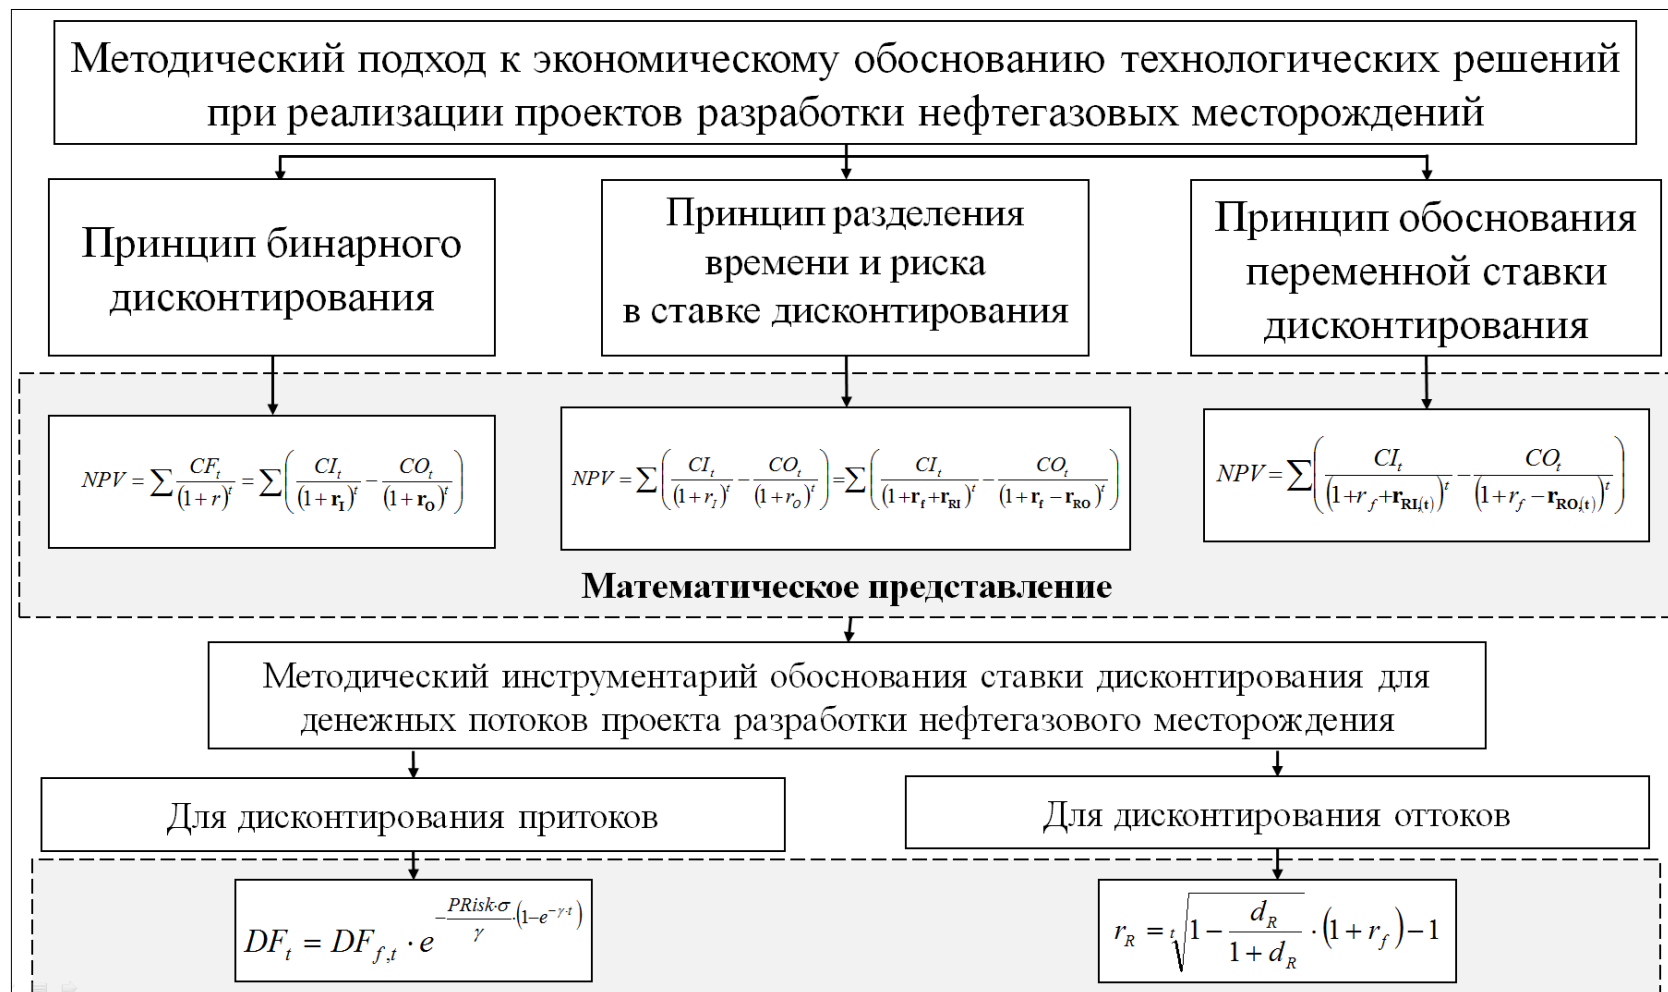 Методический подход к экономическому обоснованию технологических решений
при реализации проектов разработки нефтегазовых месторождений
Принцип бинарного
дисконтирования
Принцип разделения
времени и риска
в ставке дисконтирования
Принцип обоснования
переменной ставки
дисконтирования
NPV = ∑ CF_t/(1+r)^t = ∑(CI_t/(1+r_I)^t − CO_t/(1+r_O)^t)
NPV = ∑(CI_t/(1+r_I)^t − CO_t/(1+r_O)^t) = ∑(CI_t/(1+r_f+r_RI)^t − CO_t/(1+r_f−r_RO)^t)
NPV = ∑(CI_t/(1+r_f+r_RI,(t))^t − CO_t/(1+r_f−r_RO,(t))^t)
Математическое представление
Методический инструментарий обоснования ставки дисконтирования для
денежных потоков проекта разработки нефтегазового месторождения
Для дисконтирования притоков
Для дисконтирования оттоков
DF_t = DF_f,t · e^(−(PRisk·σ)/γ·(1−e^(−γ·t)))
r_R = ᵗ√(1 − d_R/(1+d_R)) · (1+r_f) − 1